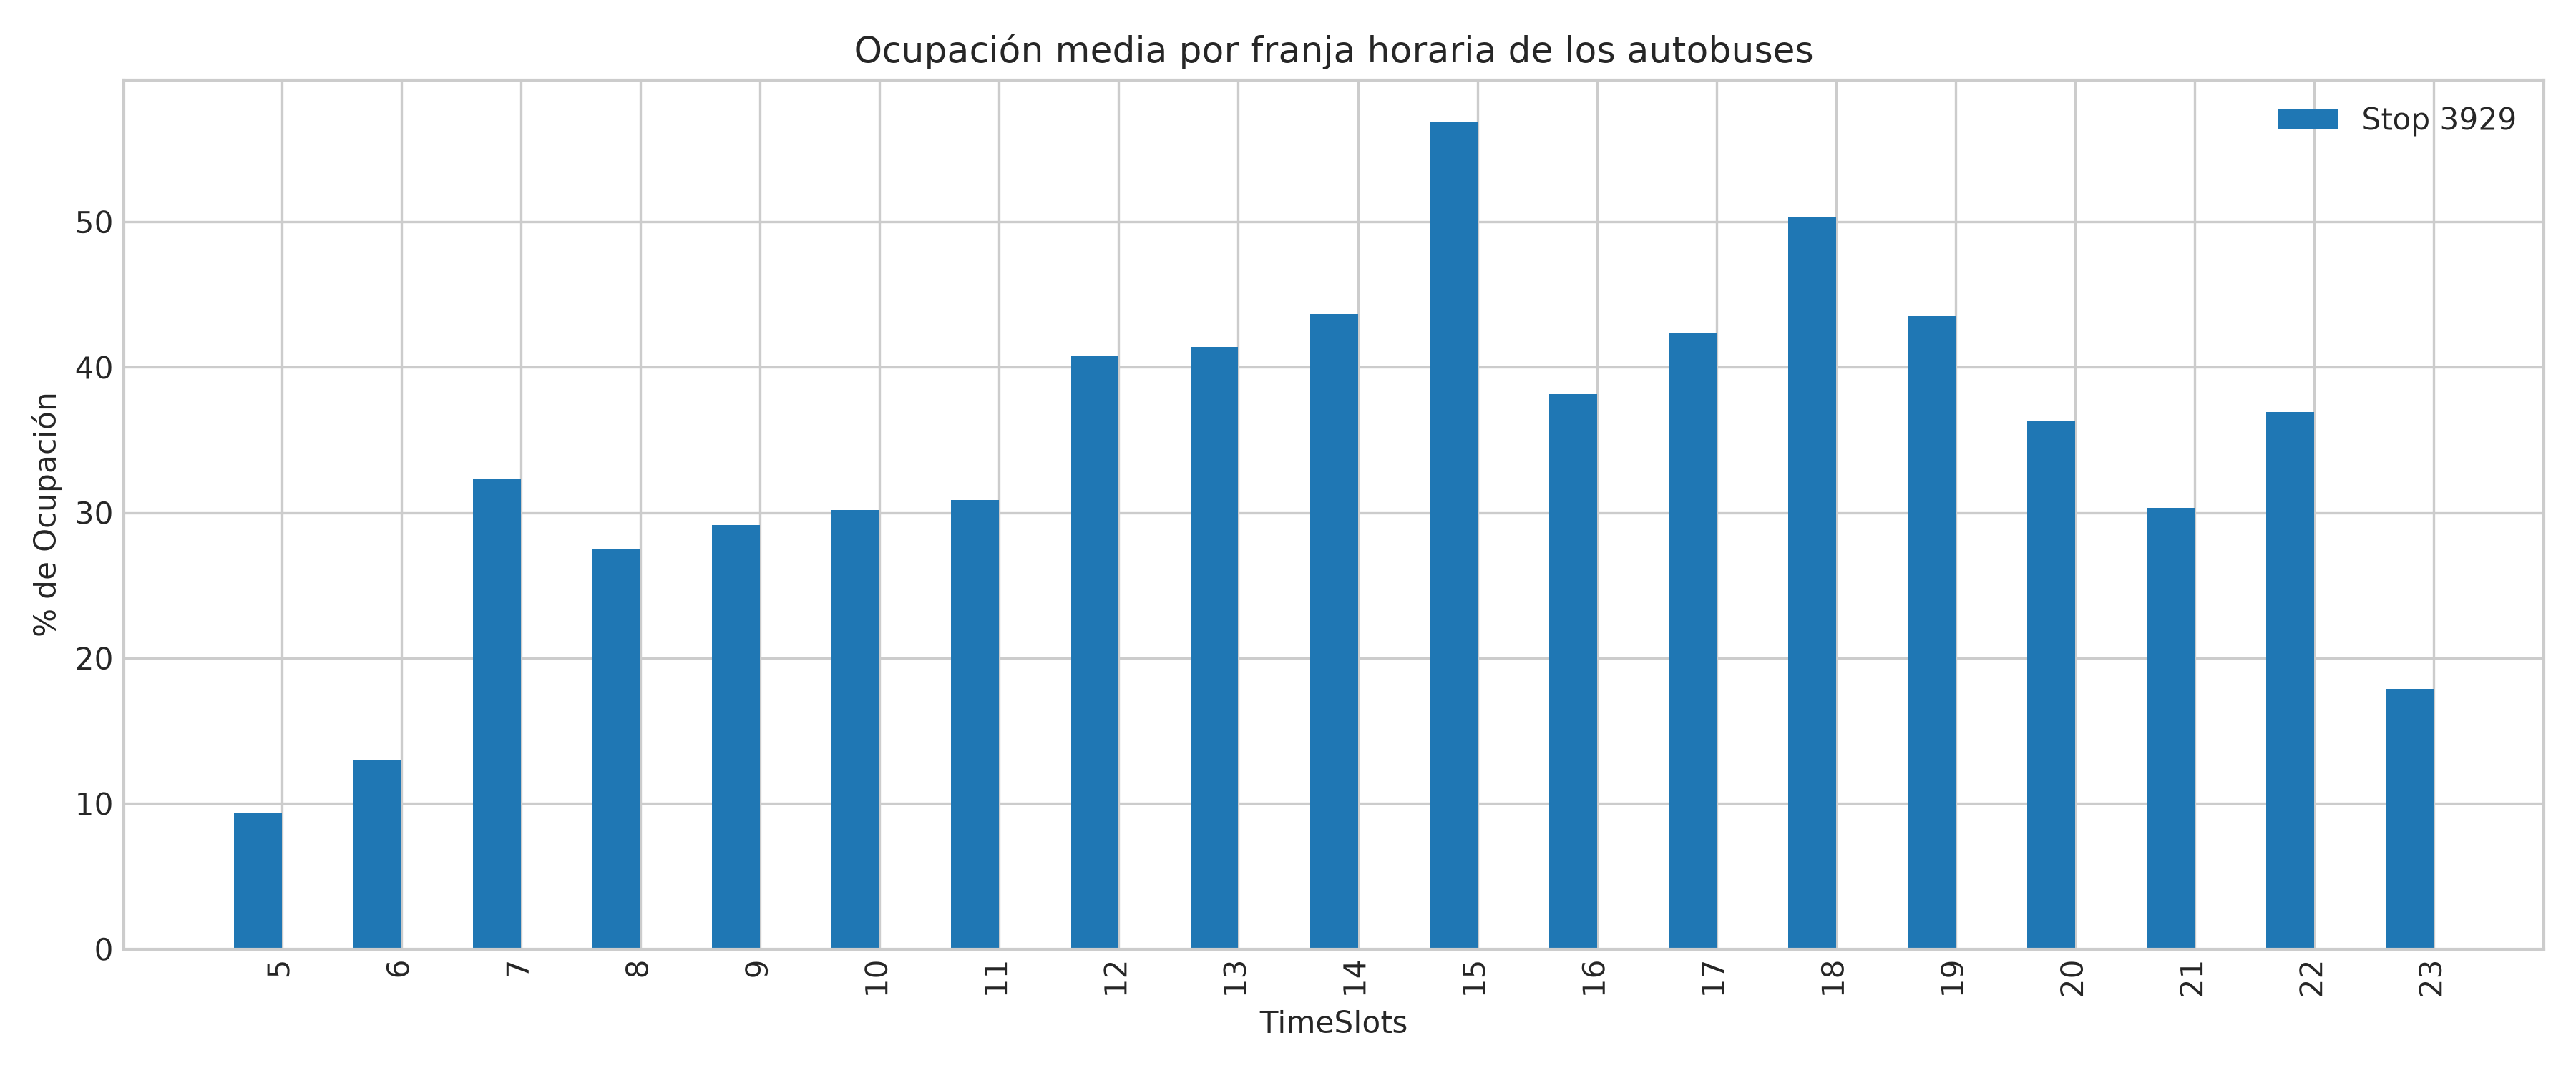 Ocupación media por franja horaria de los autobuses
Stop 3929
% de Ocupación
50
40
30
20
10
0
5 6 7 8 9 10 11 12 13 14 15 16 17 18 19 20 21 22 23
TimeSlots